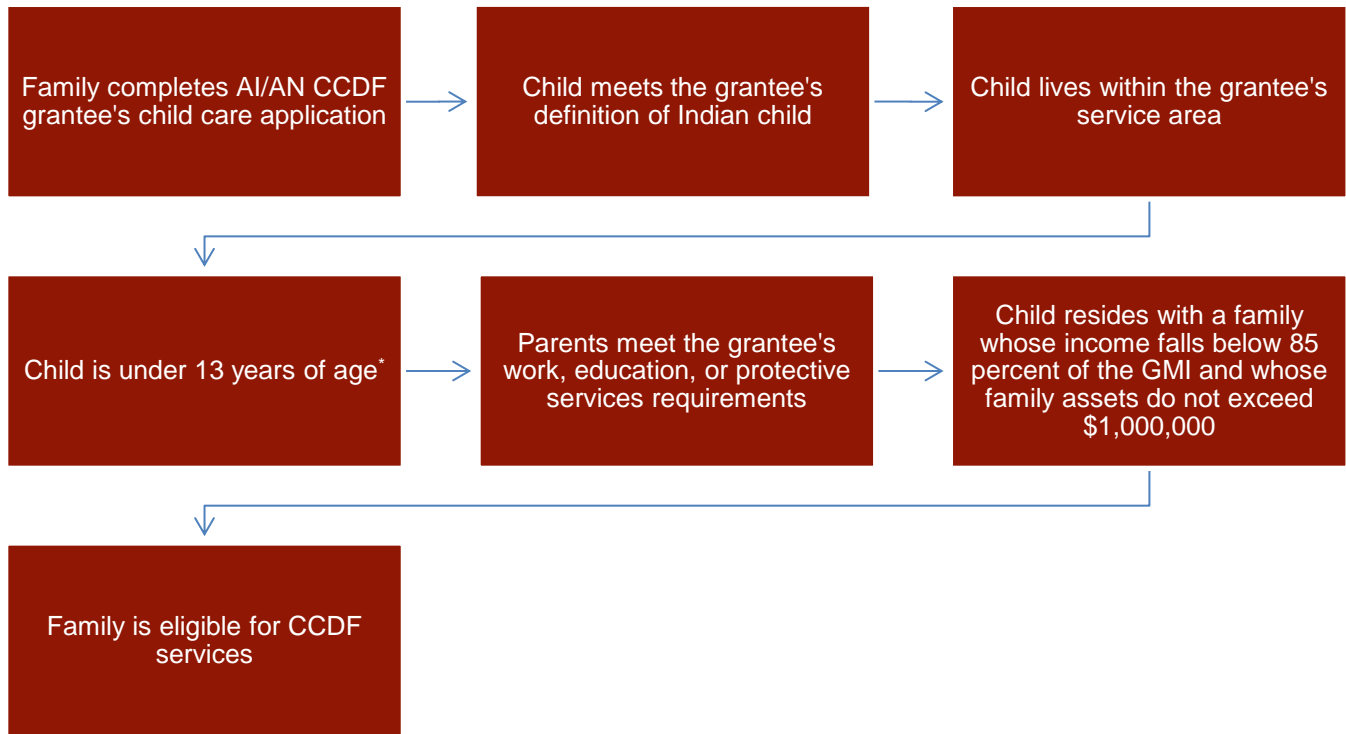 Family completes AI/AN CCDF
grantee's child care application
Child meets the grantee's
definition of Indian child
Child lives within the grantee's
service area
Child is under 13 years of age*
Parents meet the grantee's
work, education, or protective
services requirements
Child resides with a family
whose income falls below 85
percent of the GMI and whose
family assets do not exceed
$1,000,000
Family is eligible for CCDF
services